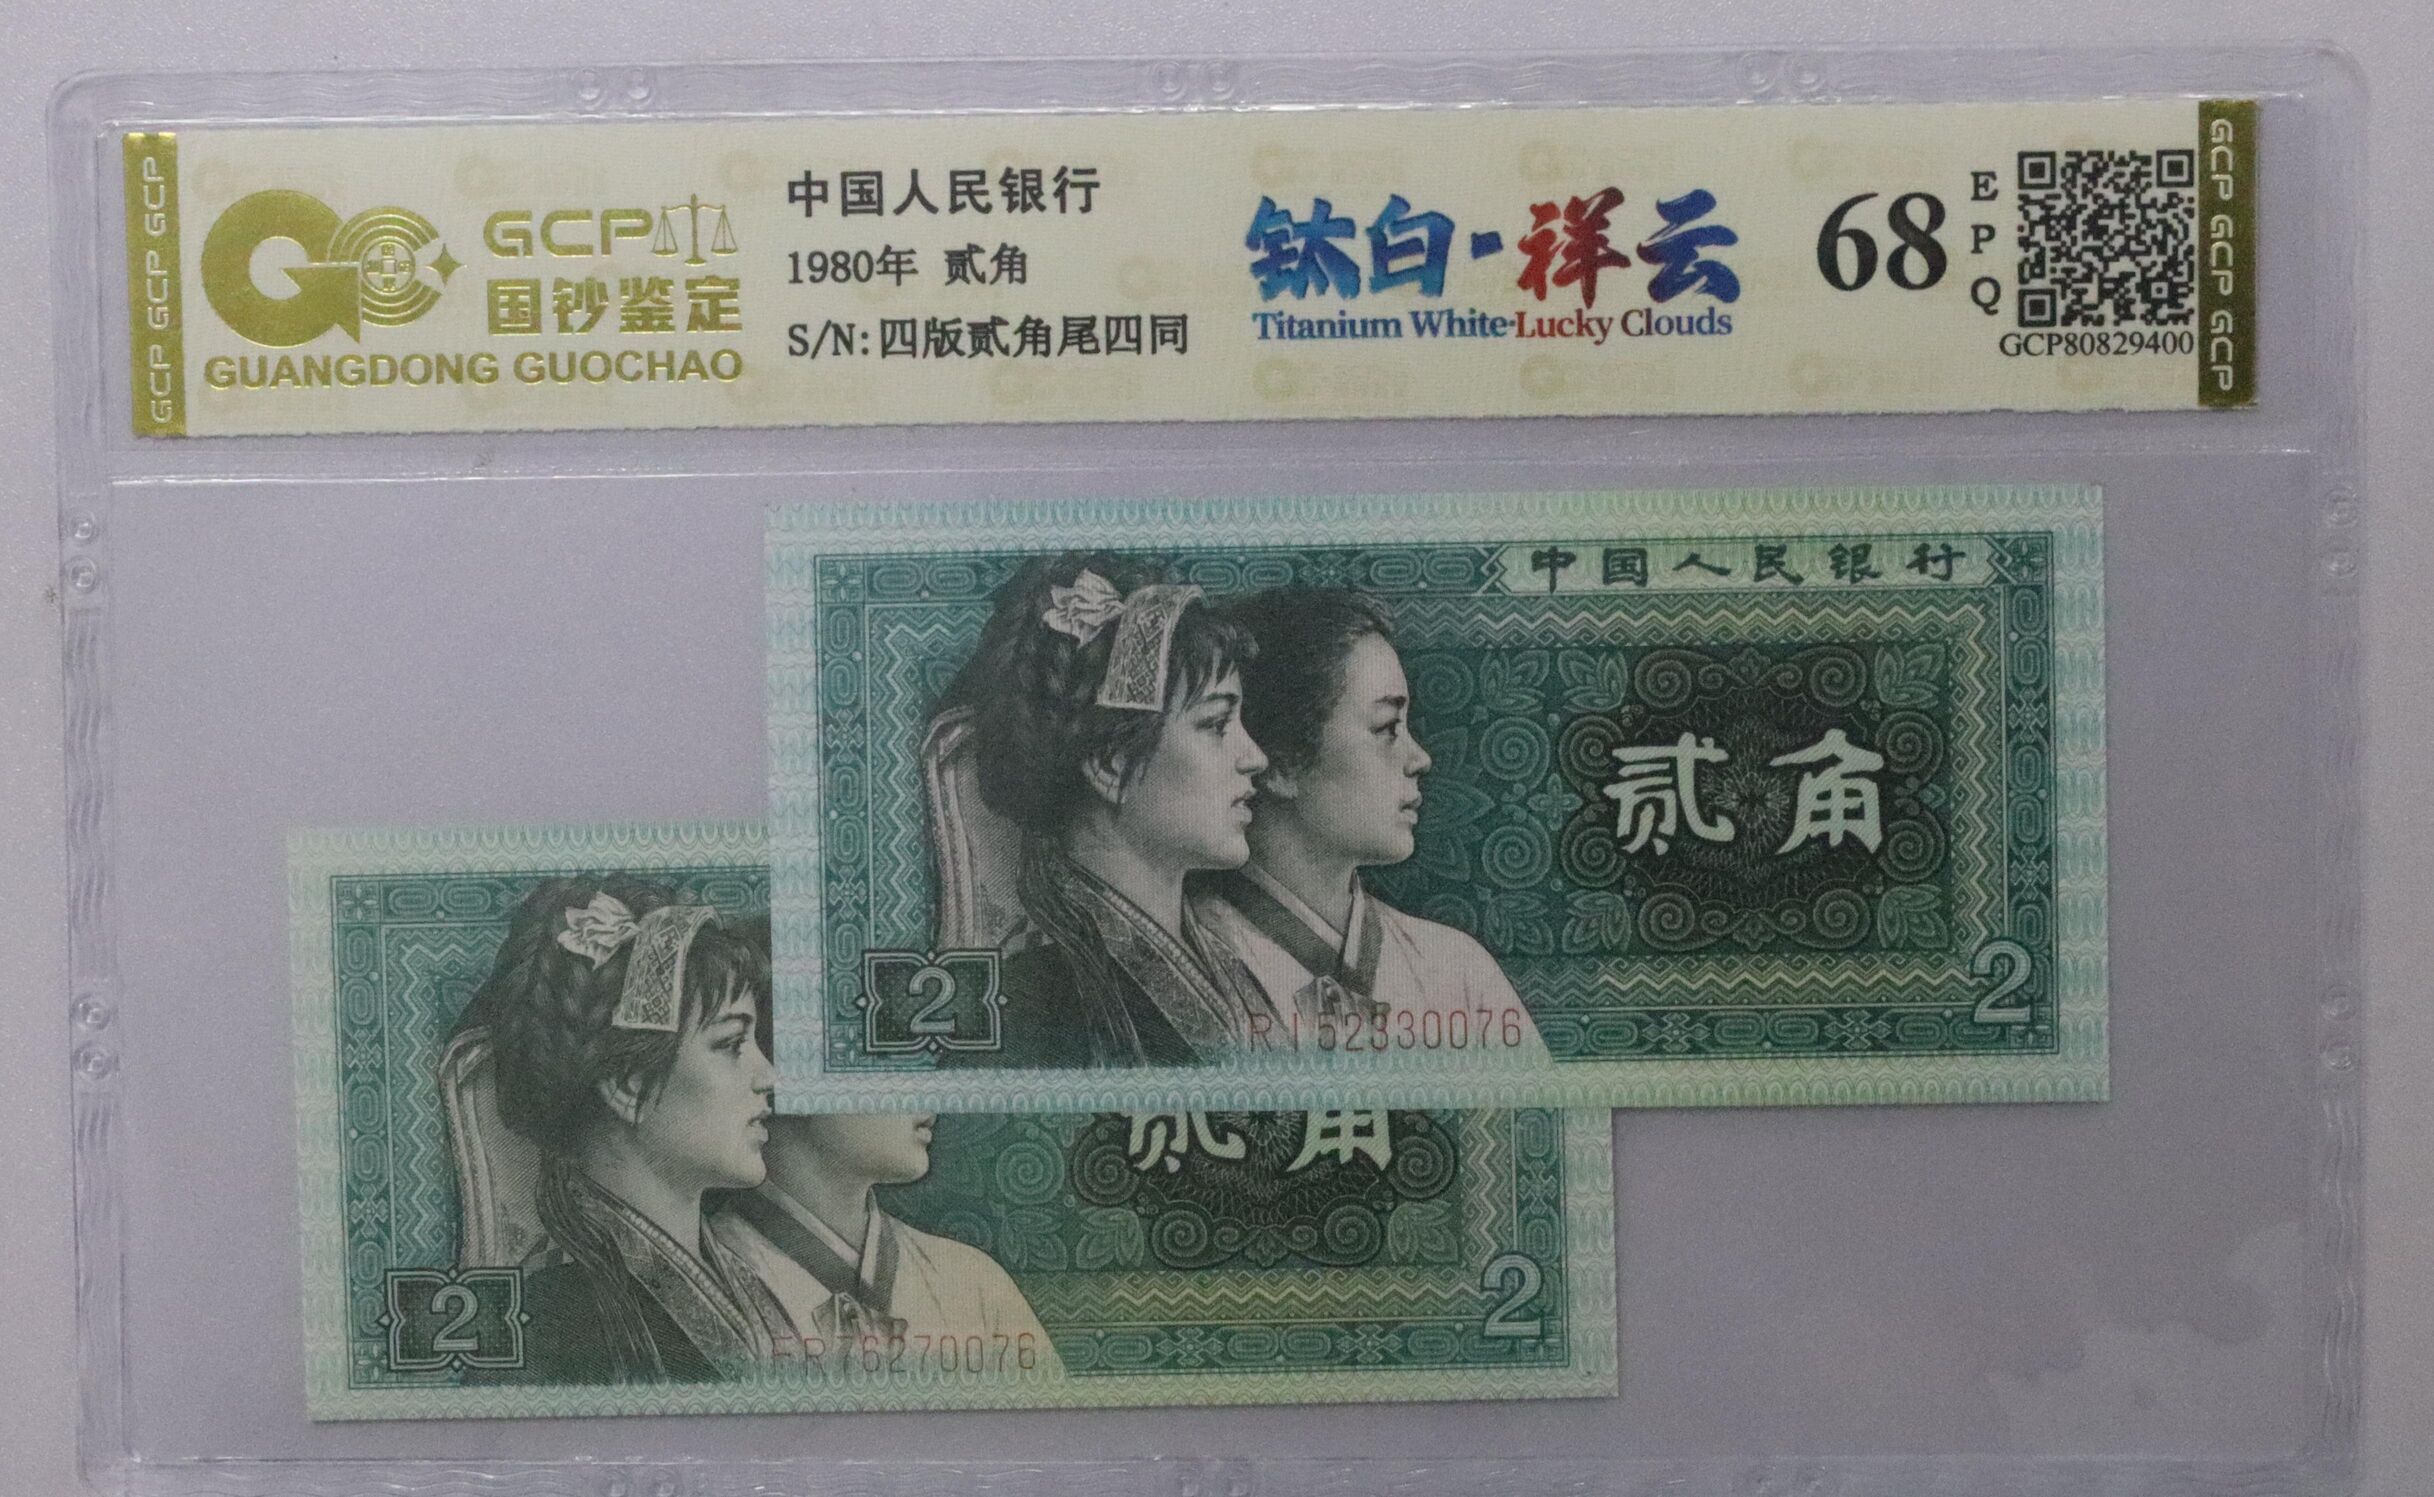 GCP GCP GCP
GCP
国钞鉴定
GUANGDONG GUOCHAO
中国人民银行
1980年 贰角
S/N:四版贰角尾四同
钛白·祥云
Titanium White·Lucky Clouds
68
EPQ
GCP80829400
GCP GCP GCP
中国人民银行
贰角
2
2
RI52330076
贰角
2
2
FR76270076